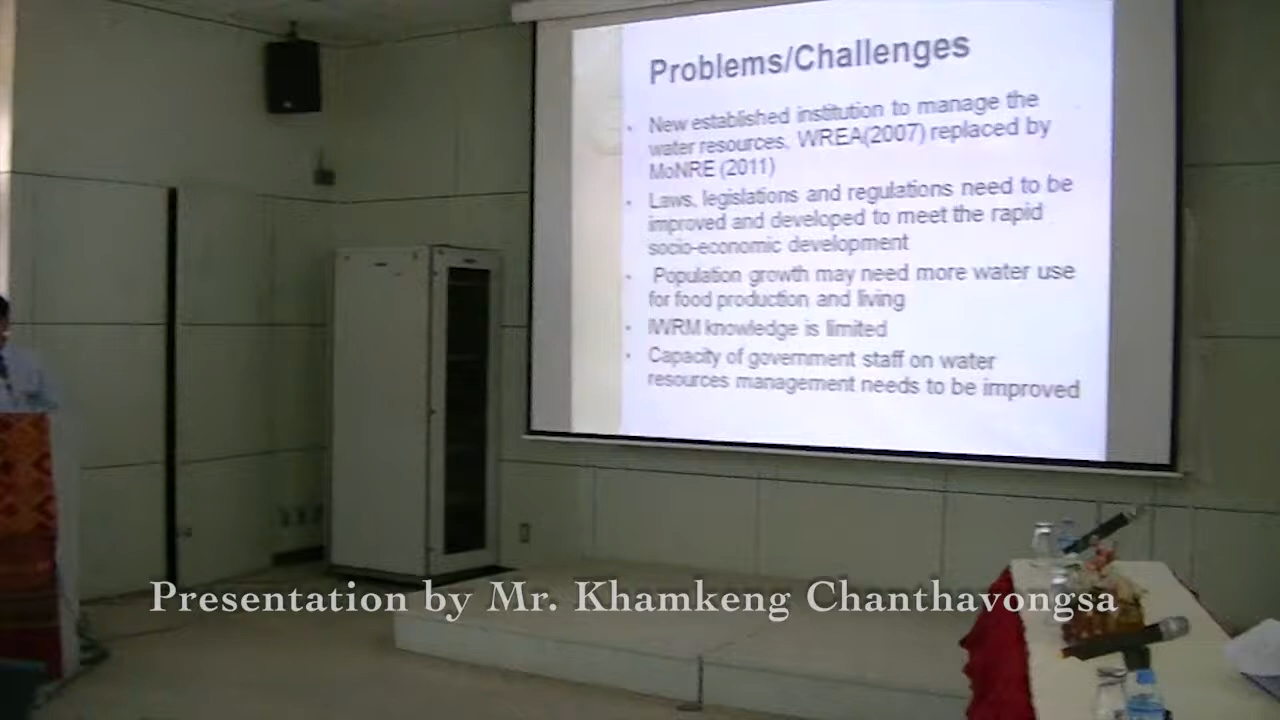 Problems/Challenges
• New established institution to manage the
water resources, WREA(2007) replaced by
MoNRE (2011)
• Laws, legislations and regulations need to be
improved and developed to meet the rapid
socio-economic development
• Population growth may need more water use
for food production and living
• IWRM knowledge is limited
• Capacity of government staff on water
resources management needs to be improved
Presentation by Mr. Khamkeng Chanthavongsa